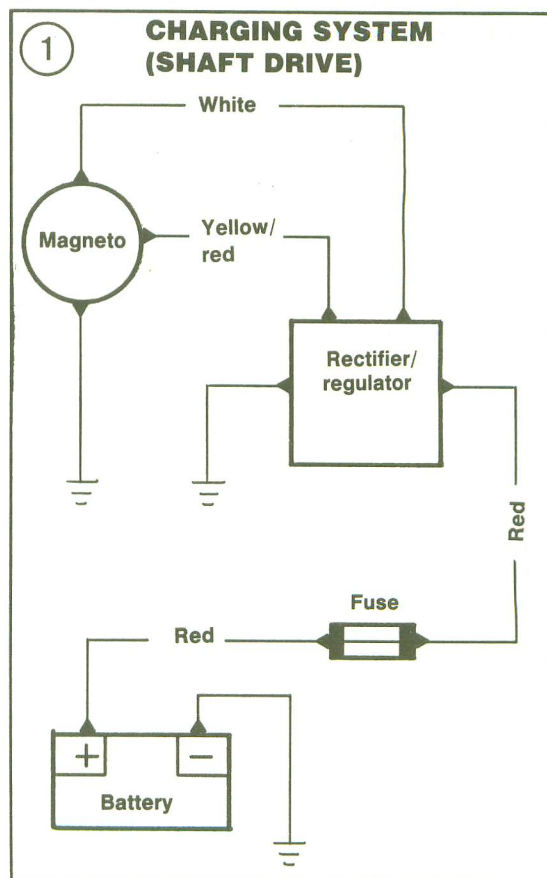 1
CHARGING SYSTEM
(SHAFT DRIVE)
White
Magneto
Yellow/
red
Rectifier/
regulator
Red
Fuse
Red
+
−
Battery